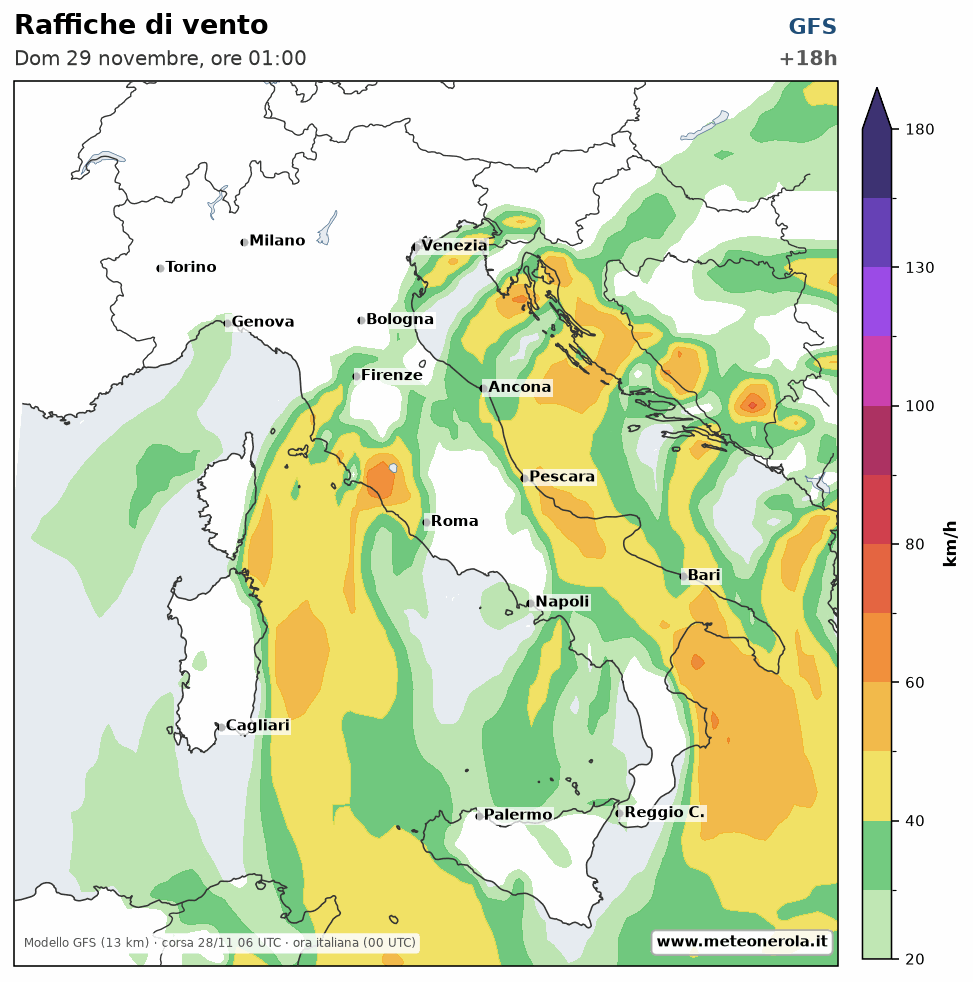 Raffiche di vento
GFS
Dom 29 novembre, ore 01:00
+18h
180
130
100
80
60
40
20
km/h
Venezia
Milano
Torino
Genova
Bologna
Firenze
Ancona
Pescara
Roma
Bari
Napoli
Cagliari
Palermo
Reggio C.
Modello GFS (13 km) · corsa 28/11 06 UTC · ora italiana (00 UTC)
www.meteonerola.it